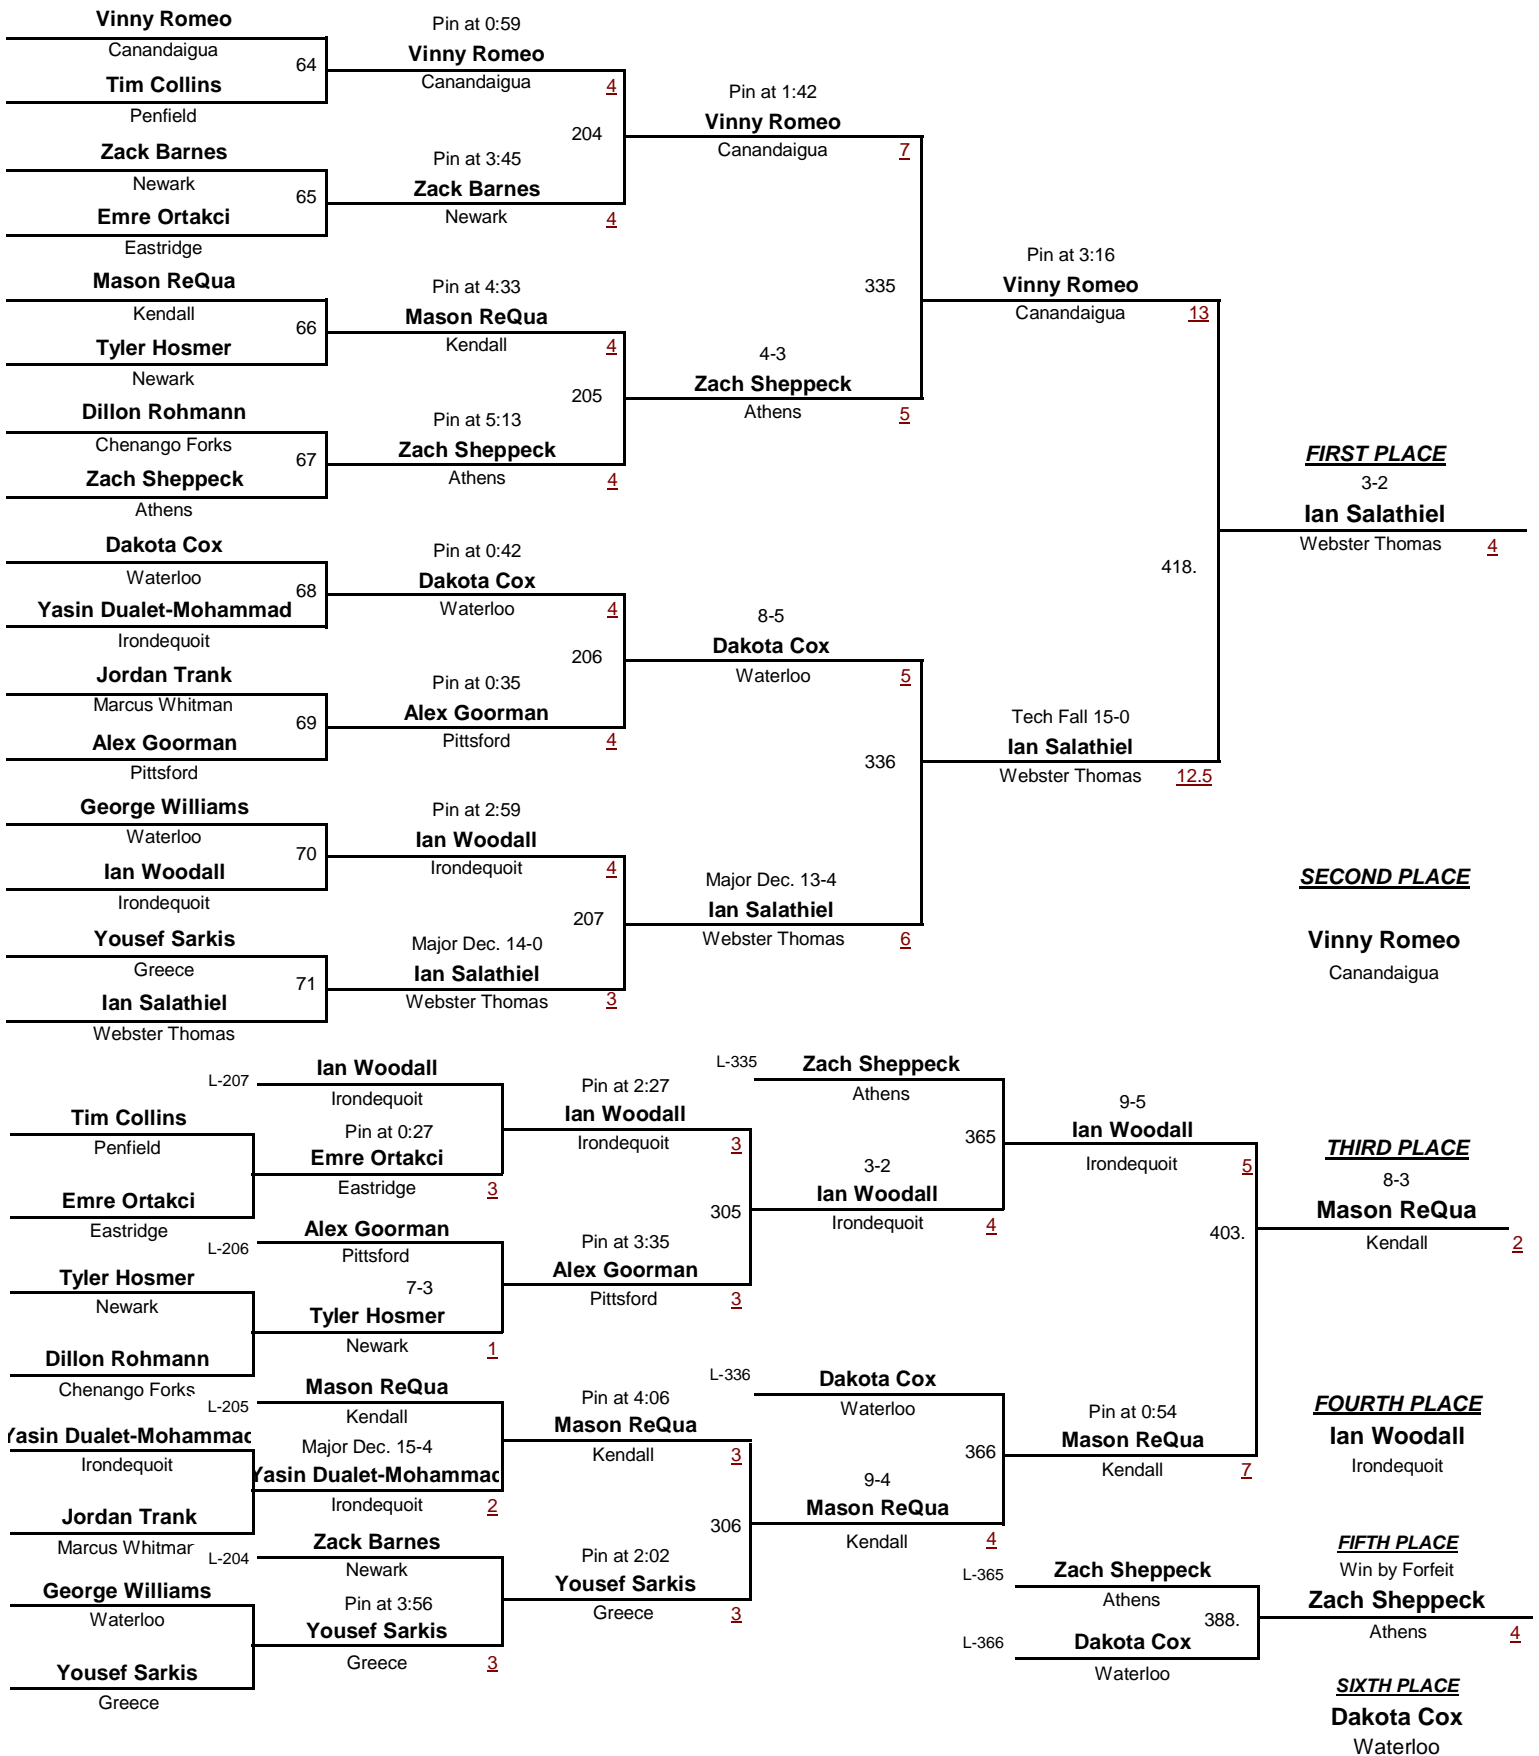 Vinny Romeo
Canandaigua
64
Tim Collins
Penfield
Zack Barnes
Newark
65
Emre Ortakci
Eastridge
Mason ReQua
Kendall
66
Tyler Hosmer
Newark
Dillon Rohmann
Chenango Forks
67
Zach Sheppeck
Athens
Dakota Cox
Waterloo
68
Yasin Dualet-Mohammad
Irondequoit
Jordan Trank
Marcus Whitman
69
Alex Goorman
Pittsford
George Williams
Waterloo
70
Ian Woodall
Irondequoit
Yousef Sarkis
Greece
71
Ian Salathiel
Webster Thomas
Pin at 0:59
Vinny Romeo
Canandaigua 4
204
Pin at 3:45
Zack Barnes
Newark 4
Pin at 4:33
Mason ReQua
Kendall 4
205
Pin at 5:13
Zach Sheppeck
Athens 4
Pin at 0:42
Dakota Cox
Waterloo 4
206
Pin at 0:35
Alex Goorman
Pittsford 4
Pin at 2:59
Ian Woodall
Irondequoit 4
207
Major Dec. 14-0
Ian Salathiel
Webster Thomas 3
Pin at 1:42
Vinny Romeo
Canandaigua 7
335
4-3
Zach Sheppeck
Athens 5
8-5
Dakota Cox
Waterloo 5
336
Major Dec. 13-4
Ian Salathiel
Webster Thomas 6
Pin at 3:16
Vinny Romeo
Canandaigua 13
418.
Tech Fall 15-0
Ian Salathiel
Webster Thomas 12.5
FIRST PLACE
3-2
Ian Salathiel
Webster Thomas 4
SECOND PLACE
Vinny Romeo
Canandaigua
Tim Collins
Penfield
Emre Ortakci
Eastridge
Tyler Hosmer
Newark
Dillon Rohmann
Chenango Forks
Yasin Dualet-Mohammad
Irondequoit
Jordan Trank
Marcus Whitman
George Williams
Waterloo
Yousef Sarkis
Greece
L-207
Ian Woodall
Irondequoit
Pin at 0:27
Emre Ortakci
Eastridge 3
L-206
Alex Goorman
Pittsford
7-3
Tyler Hosmer
Newark 1
L-205
Mason ReQua
Kendall
Major Dec. 15-4
Yasin Dualet-Mohammad
Irondequoit 2
L-204
Zack Barnes
Newark
Pin at 3:56
Yousef Sarkis
Greece 3
Pin at 2:27
Ian Woodall
Irondequoit 3
305
Pin at 3:35
Alex Goorman
Pittsford 3
Pin at 4:06
Mason ReQua
Kendall 3
306
Pin at 2:02
Yousef Sarkis
Greece 3
L-335
Zach Sheppeck
Athens
365
3-2
Ian Woodall
Irondequoit 4
L-336
Dakota Cox
Waterloo
366
9-4
Mason ReQua
Kendall 4
9-5
Ian Woodall
Irondequoit 5
403.
Pin at 0:54
Mason ReQua
Kendall 7
THIRD PLACE
8-3
Mason ReQua
Kendall 2
FOURTH PLACE
Ian Woodall
Irondequoit
L-365
Zach Sheppeck
Athens
388.
L-366
Dakota Cox
Waterloo
FIFTH PLACE
Win by Forfeit
Zach Sheppeck
Athens 4
SIXTH PLACE
Dakota Cox
Waterloo